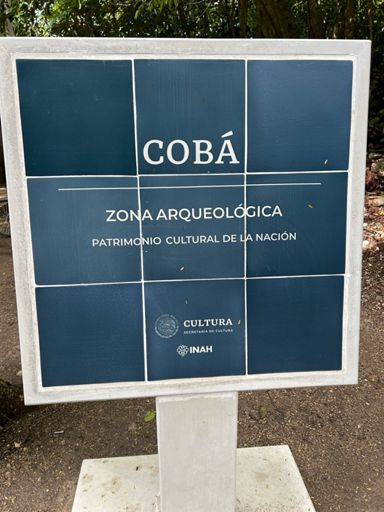 COBÁ
ZONA ARQUEOLÓGICA
PATRIMONIO CULTURAL DE LA NACIÓN
CULTURA
SECRETARÍA DE CULTURA
INAH